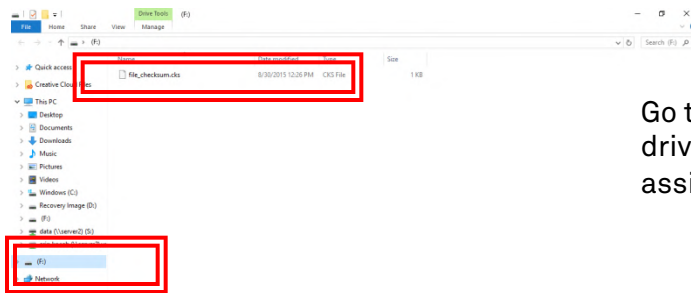 Drive Tools (F:)
File Home Share View Manage
(F:) Search (F:)
Name Date modified Type Size
file_checksum.cks 8/30/2015 12:26 PM CKS File 1 KB
Quick access
Creative Cloud Files
This PC
Desktop
Documents
Downloads
Music
Pictures
Videos
Windows (C:)
Recovery Image (D:)
(F:)
data (\\server2) (S:)
(F:)
Network
Go t
driv
assi